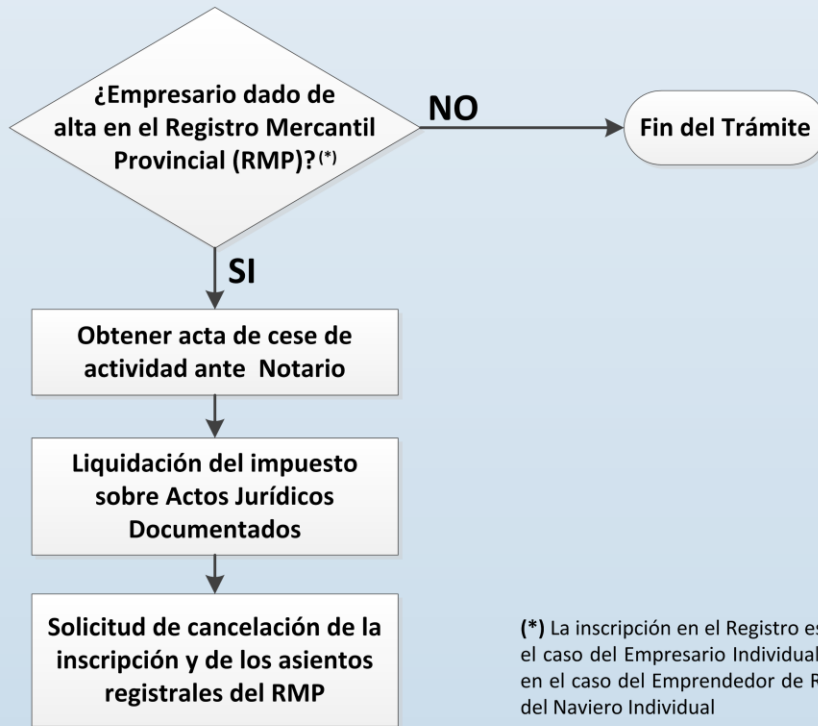 ¿Empresario dado de
alta en el Registro Mercantil
Provincial (RMP)? (*)
NO
Fin del Trámite
SI
Obtener acta de cese de
actividad ante Notario
Liquidación del impuesto
sobre Actos Jurídicos
Documentados
Solicitud de cancelación de la
inscripción y de los asientos
registrales del RMP
(*) La inscripción en el Registro es
el caso del Empresario Individual
en el caso del Emprendedor de
del Naviero Individual